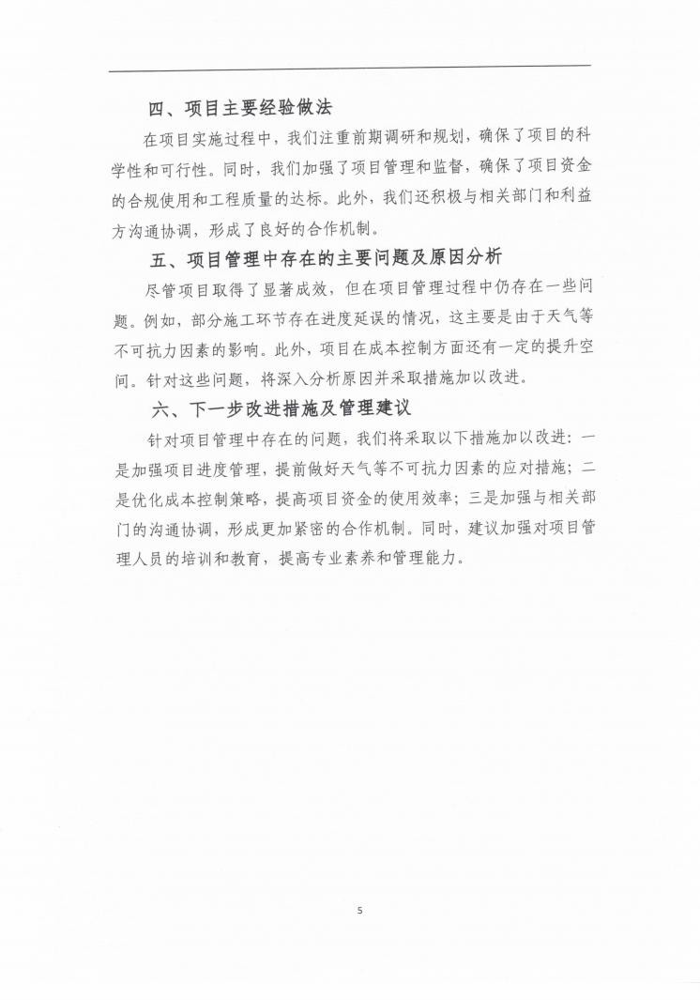 四、项目主要经验做法
在项目实施过程中，我们注重前期调研和规划，确保了项目的科
学性和可行性。同时，我们加强了项目管理和监督，确保了项目资金
的合规使用和工程质量的达标。此外，我们还积极与相关部门和利益
方沟通协调，形成了良好的合作机制。
五、项目管理中存在的主要问题及原因分析
尽管项目取得了显著成效，但在项目管理过程中仍存在一些问
题。例如，部分施工环节存在进度延误的情况，这主要是由于天气等
不可抗力因素的影响。此外，项目在成本控制方面还有一定的提升空
间。针对这些问题，将深入分析原因并采取措施加以改进。
六、下一步改进措施及管理建议
针对项目管理中存在的问题，我们将采取以下措施加以改进：一
是加强项目进度管理，提前做好天气等不可抗力因素的应对措施；二
是优化成本控制策略，提高项目资金的使用效率；三是加强与相关部
门的沟通协调，形成更加紧密的合作机制。同时，建议加强对项目管
理人员的培训和教育，提高专业素养和管理能力。
5